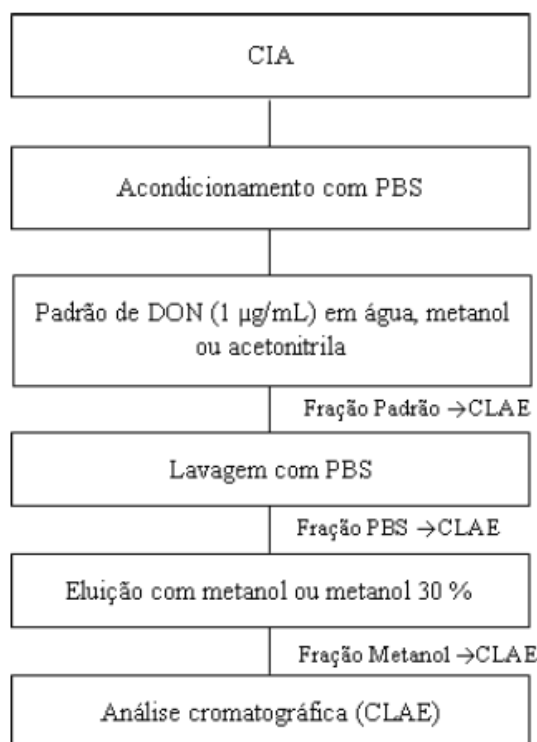 CIA
Acondicionamento com PBS
Padrão de DON (1 µg/mL) em água, metanol
ou acetonitrila
Fração Padrão →CLAE
Lavagem com PBS
Fração PBS →CLAE
Eluição com metanol ou metanol 30 %
Fração Metanol →CLAE
Análise cromatográfica (CLAE)